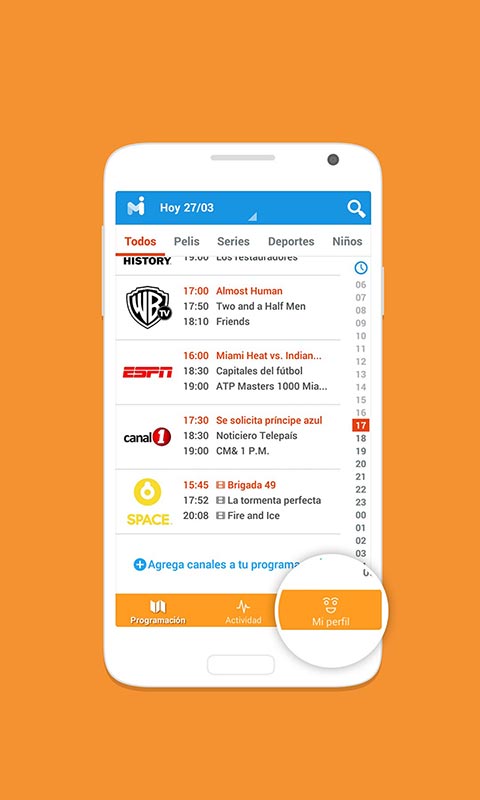 Mi Hoy 27/03
Todos Pelis Series Deportes Niños
HISTORY 19:00 Los restauradores
WB TV
17:00 Almost Human
17:50 Two and a Half Men
18:10 Friends
ESPN
16:00 Miami Heat vs. Indian...
18:30 Capitales del fútbol
19:00 ATP Masters 1000 Mia...
canal 1
17:30 Se solicita príncipe azul
18:30 Noticiero Telepaís
19:00 CM& 1 P.M.
SPACE
15:45 Brigada 49
17:52 La tormenta perfecta
20:08 Fire and Ice
06
07
08
09
10
11
12
13
14
15
16
17
18
19
20
21
22
23
00
01
02
03
Agrega canales a tu programa
Programación Actividad Mi perfil